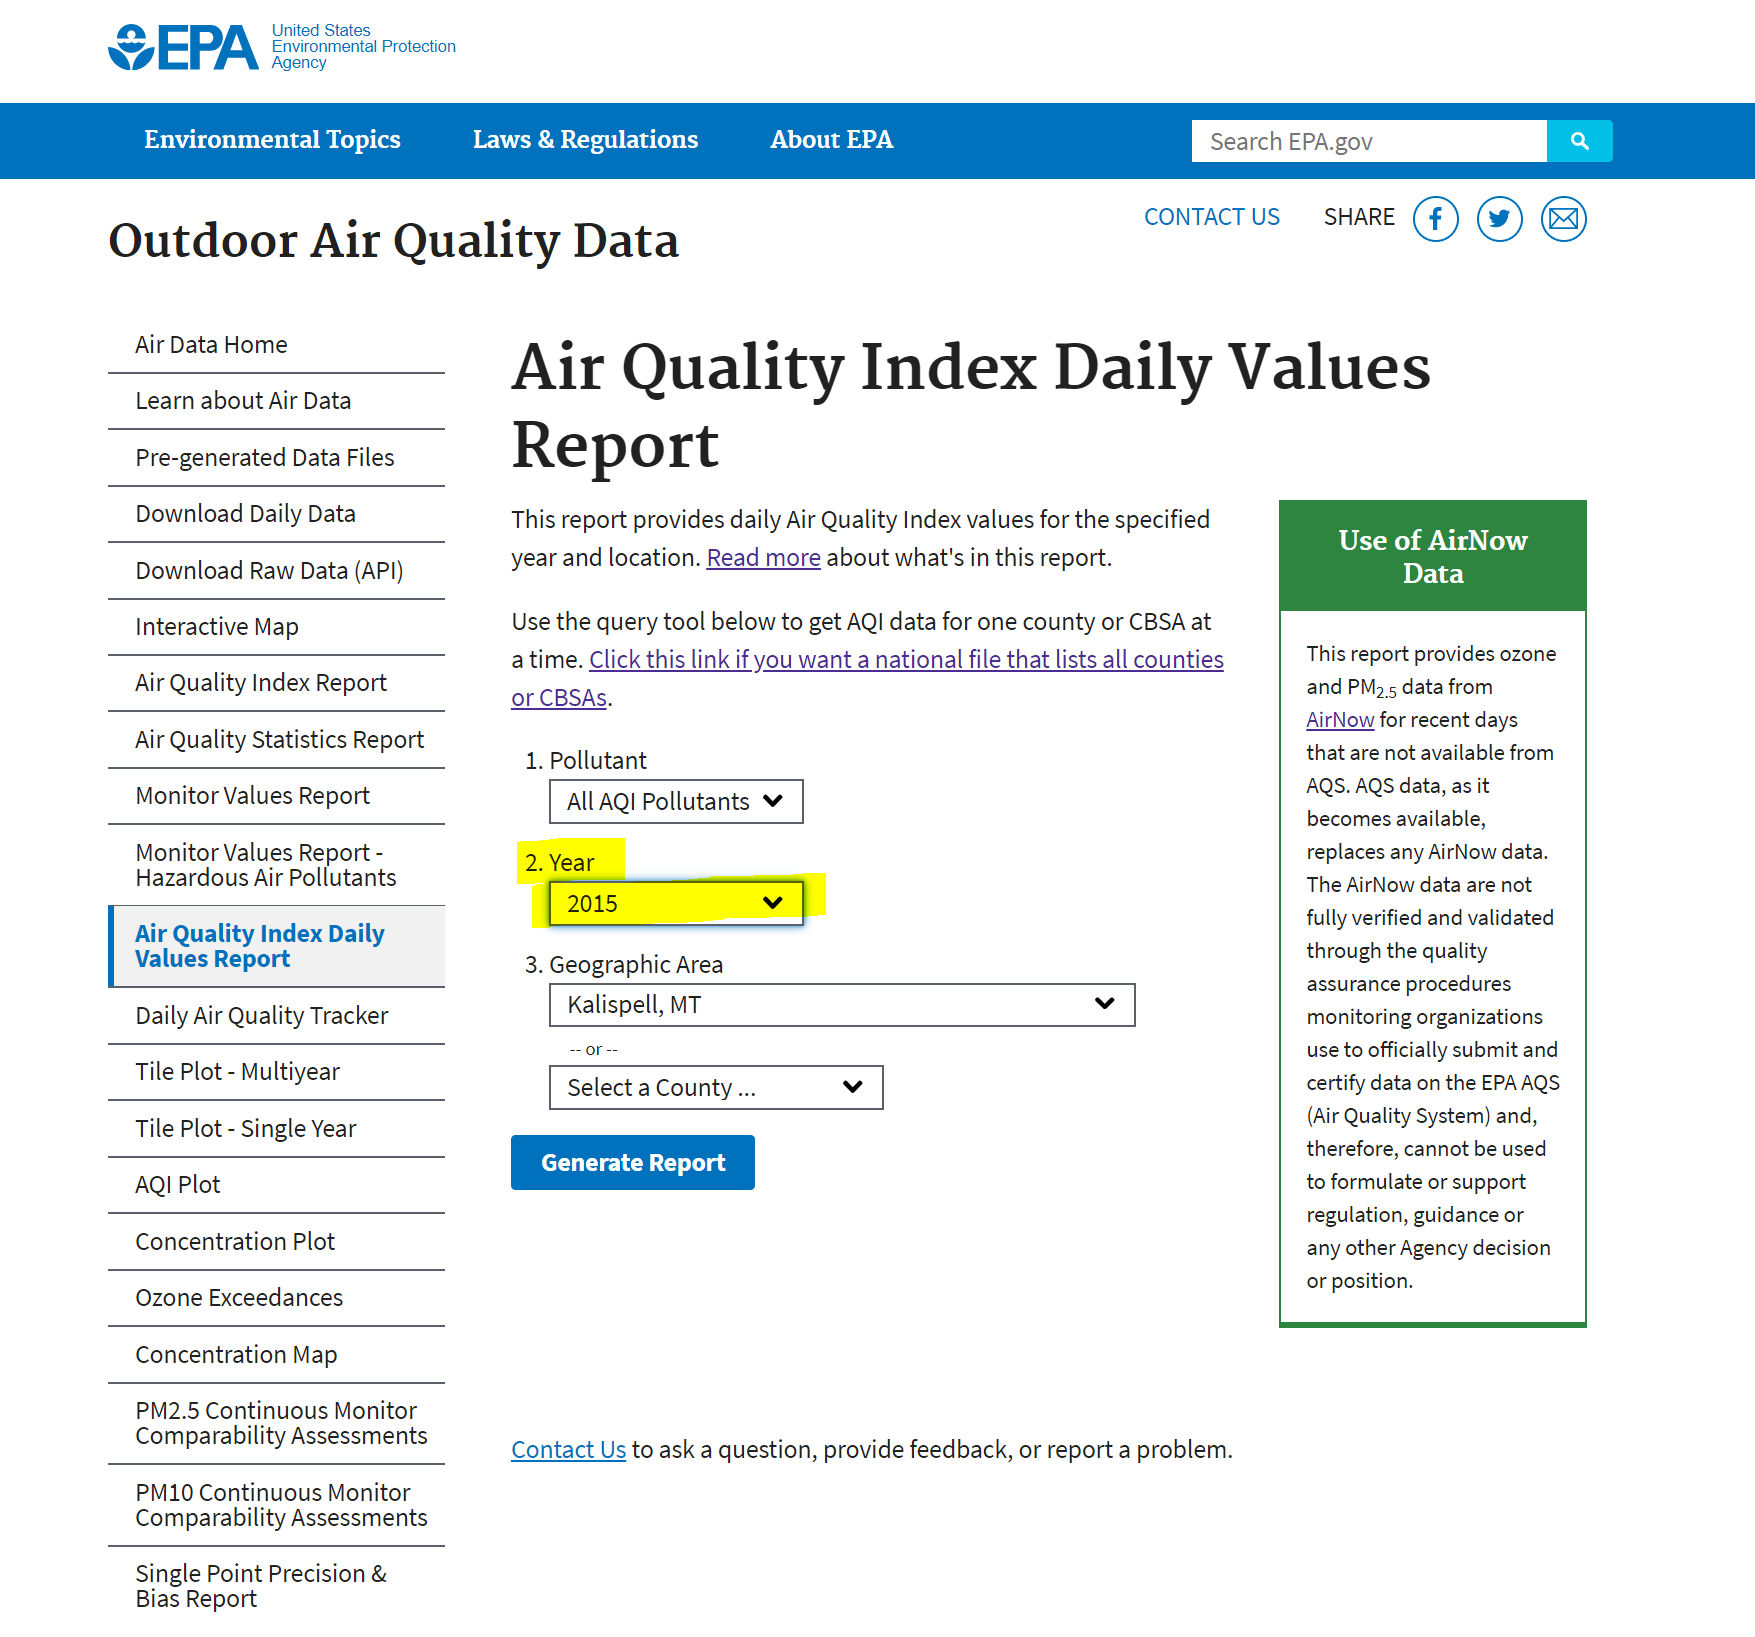 EPA
United States
Environmental Protection
Agency
Environmental Topics
Laws & Regulations
About EPA
Search EPA.gov
Outdoor Air Quality Data
CONTACT US
SHARE
Air Data Home
Learn about Air Data
Pre-generated Data Files
Download Daily Data
Download Raw Data (API)
Interactive Map
Air Quality Index Report
Air Quality Statistics Report
Monitor Values Report
Monitor Values Report -
Hazardous Air Pollutants
Air Quality Index Daily
Values Report
Daily Air Quality Tracker
Tile Plot - Multiyear
Tile Plot - Single Year
AQI Plot
Concentration Plot
Ozone Exceedances
Concentration Map
PM2.5 Continuous Monitor
Comparability Assessments
PM10 Continuous Monitor
Comparability Assessments
Single Point Precision &
Bias Report
Air Quality Index Daily Values
Report
This report provides daily Air Quality Index values for the specified
year and location. Read more about what's in this report.
Use the query tool below to get AQI data for one county or CBSA at
a time. Click this link if you want a national file that lists all counties
or CBSAs.
1. Pollutant
All AQI Pollutants
2. Year
2015
3. Geographic Area
Kalispell, MT
-- or --
Select a County ...
Generate Report
Use of AirNow
Data
This report provides ozone
and PM2.5 data from
AirNow for recent days
that are not available from
AQS. AQS data, as it
becomes available,
replaces any AirNow data.
The AirNow data are not
fully verified and validated
through the quality
assurance procedures
monitoring organizations
use to officially submit and
certify data on the EPA AQS
(Air Quality System) and,
therefore, cannot be used
to formulate or support
regulation, guidance or
any other Agency decision
or position.
Contact Us to ask a question, provide feedback, or report a problem.